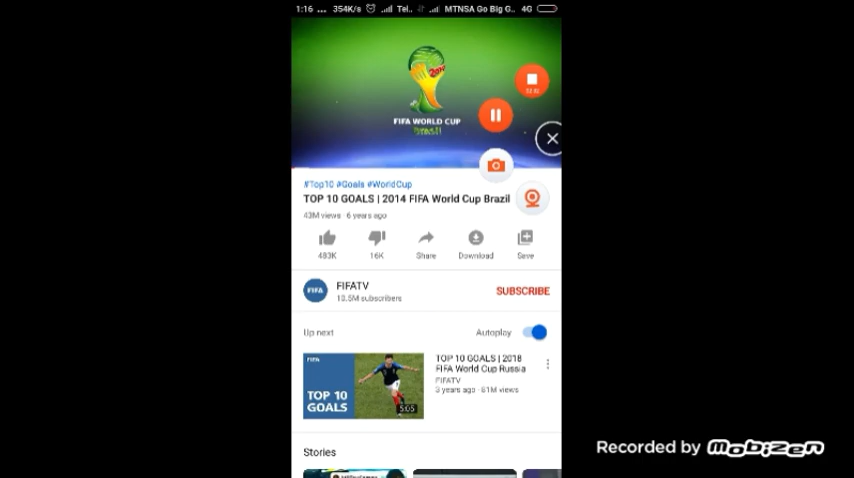 1:16 ... 354K/s Tel.. MTNSA Go Big G.. 4G
2014
FIFA WORLD CUP
Brasil
#Top10 #Goals #WorldCup
TOP 10 GOALS | 2014 FIFA World Cup Brazil
43M views · 6 years ago
483K 16K Share Download Save
FIFA
FIFATV
SUBSCRIBE
Up next
Autoplay
FIFA
TOP 10
GOALS
5:05
TOP 10 GOALS | 2018
FIFA World Cup Russia
FIFATV
3 years ago · 61M views
Stories
Recorded by MOBIZEN